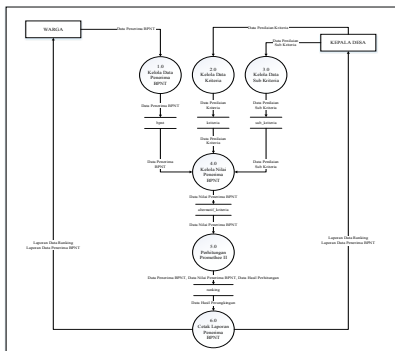 Data Penilaian Kriteria
WARGA
Data Penerima BPNT
KEPALA DESA
Data Penilaian
Sub Kriteria
1.0
Kelola Data
Penerima
BPNT
2.0
Kelola Data
Kriteria
3.0
Kelola Data
Sub Kriteria
Data Penerima BPNT
Data Penilaian
Kriteria
Data Penilaian
Sub Kriteria
bpnt
kriteria
sub_kriteria
Data Penerima
BPNT
Data Penilaian
Kriteria
Data Penilaian
Sub Kriteria
4.0
Kelola Nilai
Penerima
BPNT
Data Nilai Penerima BPNT
alternatif_kriteria
Data Nilai Penerima BPNT
Laporan Data Ranking
Laporan Data Penerima BPNT
Laporan Data Ranking
Laporan Data Penerima BPNT
5.0
Perhitungan
Promethee II
Data Penerima BPNT, Data Nilai Penerima BPNT, Data Hasil Perhitungan
ranking
Data Hasil Perangkingan
6.0
Cetak Laporan
Penerima
BPNT